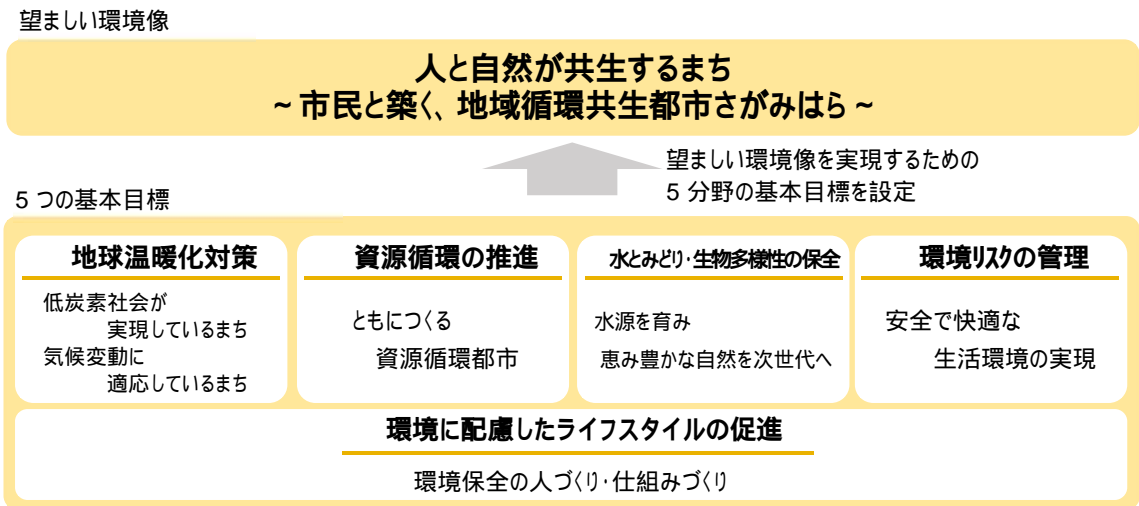 望ましい環境像
人と自然が共生するまち
～市民と築く、地域循環共生都市さがみはら～
望ましい環境像を実現するための
5 分野の基本目標を設定
5 つの基本目標
地球温暖化対策
低炭素社会が
実現しているまち
気候変動に
適応しているまち
資源循環の推進
ともにつくる
資源循環都市
水とみどり・生物多様性の保全
水源を育み
恵み豊かな自然を次世代へ
環境リスクの管理
安全で快適な
生活環境の実現
環境に配慮したライフスタイルの促進
環境保全の人づくり・仕組みづくり